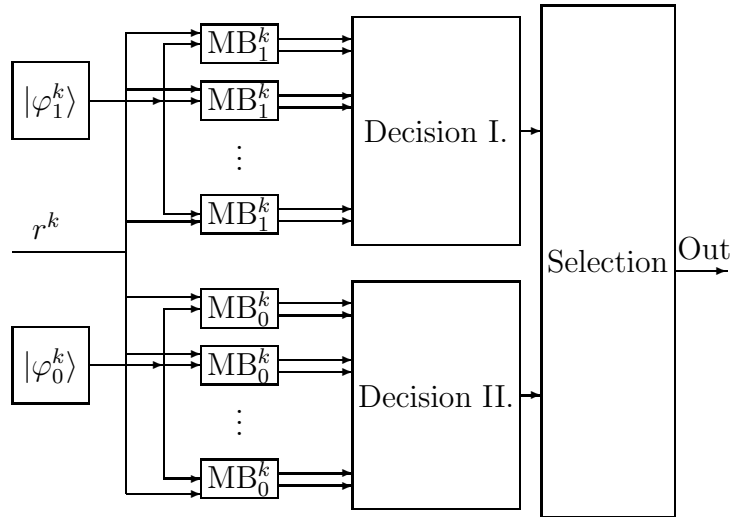 MB₁ᵏ
MB₁ᵏ
|φ₁ᵏ⟩
Decision I.
⋮
MB₁ᵏ
rᵏ
Selection
Out
MB₀ᵏ
MB₀ᵏ
|φ₀ᵏ⟩
Decision II.
⋮
MB₀ᵏ